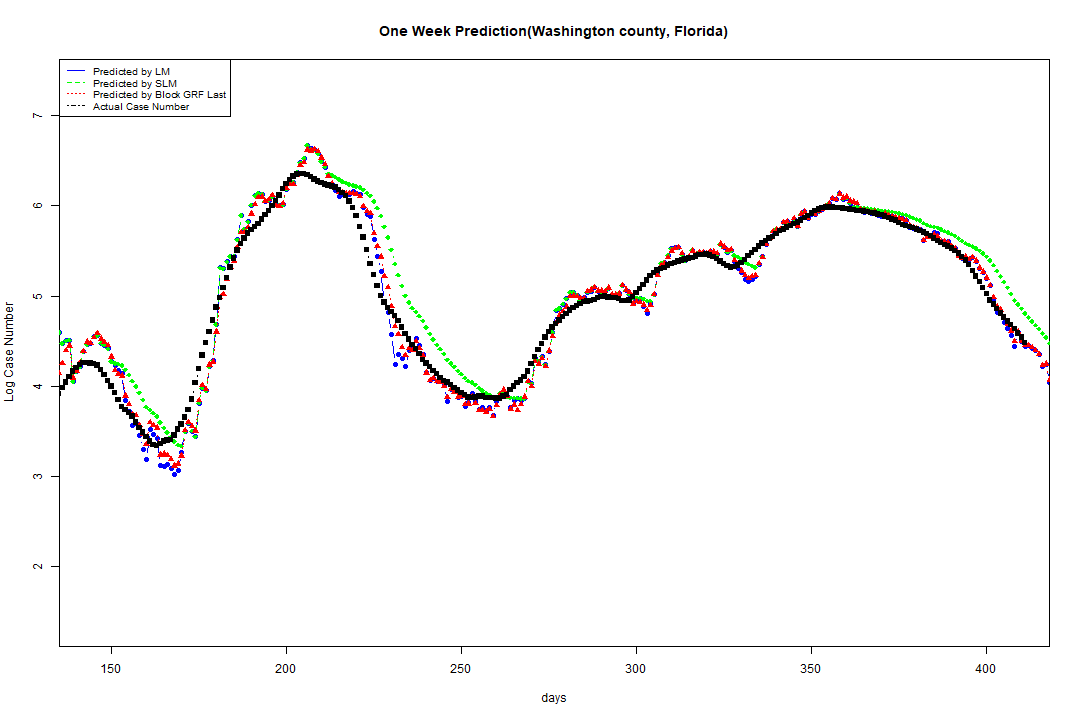 One Week Prediction(Washington county, Florida)
Predicted by LM
Predicted by SLM
Predicted by Block GRF Last
Actual Case Number
7
6
5
4
3
2
Log Case Number
150 200 250 300 350 400
days